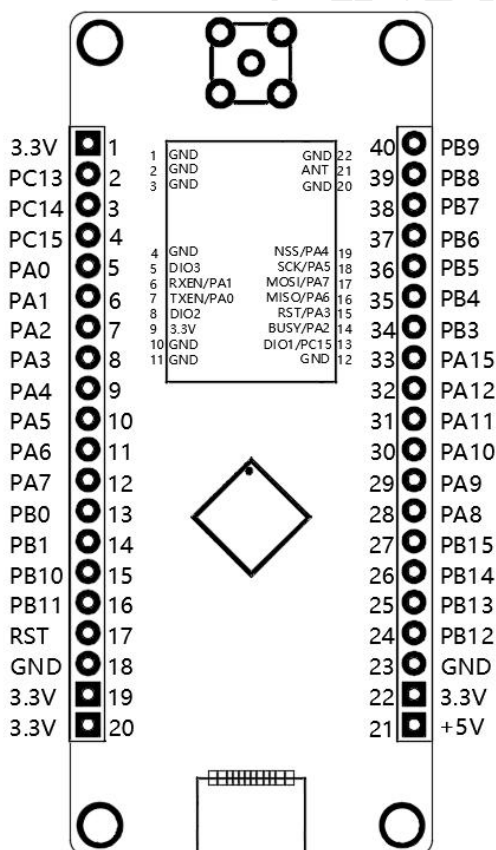 3.3V 1 40 PB9
PC13 2 39 PB8
PC14 3 38 PB7
PC15 4 37 PB6
PA0 5 36 PB5
PA1 6 35 PB4
PA2 7 34 PB3
PA3 8 33 PA15
PA4 9 32 PA12
PA5 10 31 PA11
PA6 11 30 PA10
PA7 12 29 PA9
PB0 13 28 PA8
PB1 14 27 PB15
PB10 15 26 PB14
PB11 16 25 PB13
RST 17 24 PB12
GND 18 23 GND
3.3V 19 22 3.3V
3.3V 20 21 +5V
1 GND GND 22
2 GND ANT 21
3 GND GND 20
4 GND NSS/PA4 19
5 DIO3 SCK/PA5 18
6 RXEN/PA1 MOSI/PA7 17
7 TXEN/PA0 MISO/PA6 16
8 DIO2 RST/PA3 15
9 3.3V BUSY/PA2 14
10 GND DIO1/PC15 13
11 GND GND 12